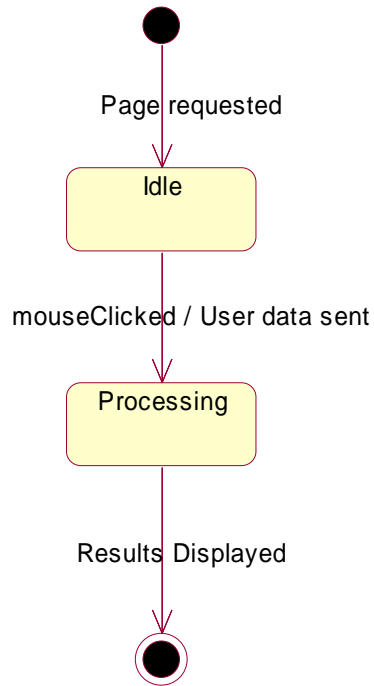 Page requested
Idle
mouseClicked / User data sent
Processing
Results Displayed